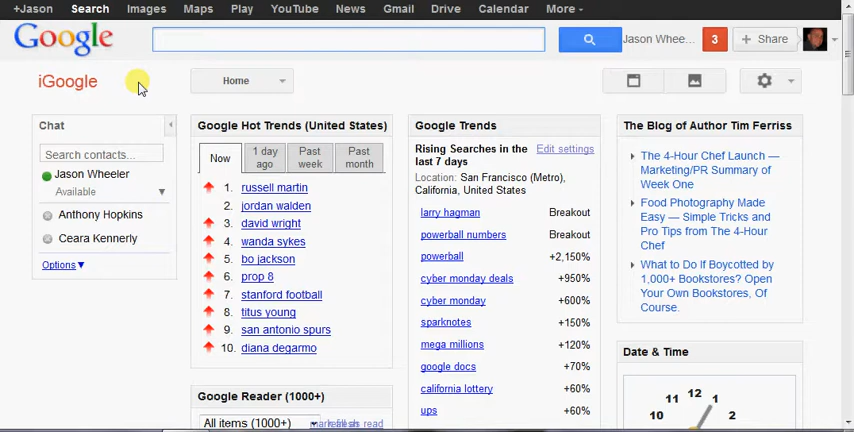 +Jason Search Images Maps Play YouTube News Gmail Drive Calendar More
Google
Jason Whee... 3 + Share
iGoogle
Home
Chat
Search contacts...
Jason Wheeler
Available
Anthony Hopkins
Ceara Kennerly
Options▼
Google Hot Trends (United States)
Now
1 day ago
Past week
Past month
1. russell martin
2. jordan walden
3. david wright
4. wanda sykes
5. bo jackson
6. prop 8
7. stanford football
8. titus young
9. san antonio spurs
10. diana degarmo
Google Reader (1000+)
All items (1000+)
Google Trends
Rising Searches in the Edit settings
last 7 days
Location: San Francisco (Metro),
California, United States
larry hagman Breakout
powerball numbers Breakout
powerball +2,150%
cyber monday deals +950%
cyber monday +600%
sparknotes +150%
mega millions +120%
google docs +70%
california lottery +60%
ups +60%
The Blog of Author Tim Ferriss
The 4-Hour Chef Launch —
Marketing/PR Summary of
Week One
Food Photography Made
Easy — Simple Tricks and
Pro Tips from The 4-Hour
Chef
What to Do If Boycotted by
1,000+ Bookstores? Open
Your Own Bookstores, Of
Course.
Date & Time
11 12 1
10 2